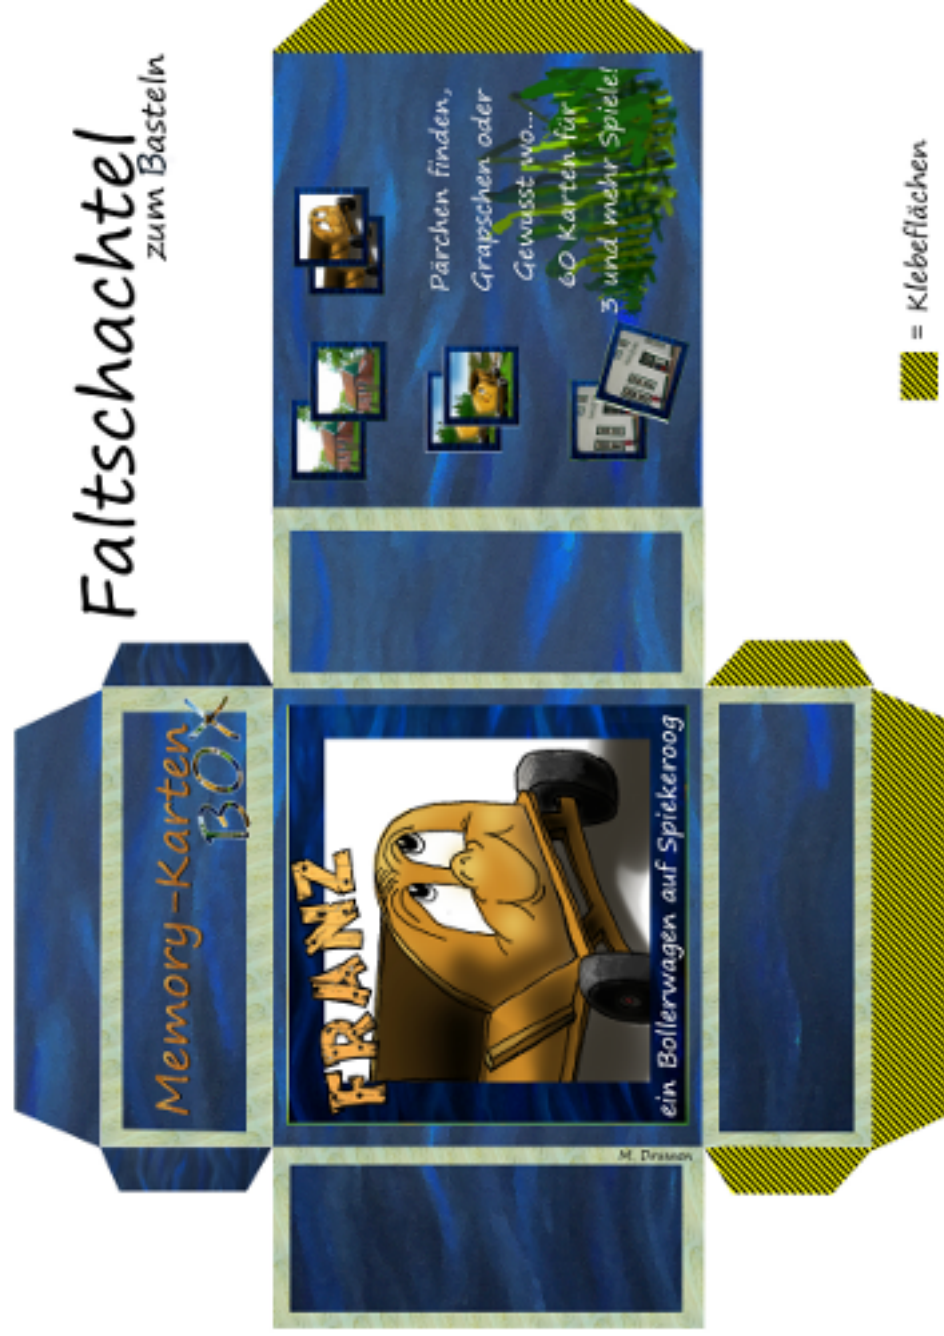 Faltschachtel
zum Basteln
Pärchen finden,
Grapschen oder
Gewusst wo...
60 Karten für
3 und mehr Spiele!
= Klebeflächen
Memory-Karten
BOX
FRANZ
ein Bollerwagen auf Spiekeroog
M.